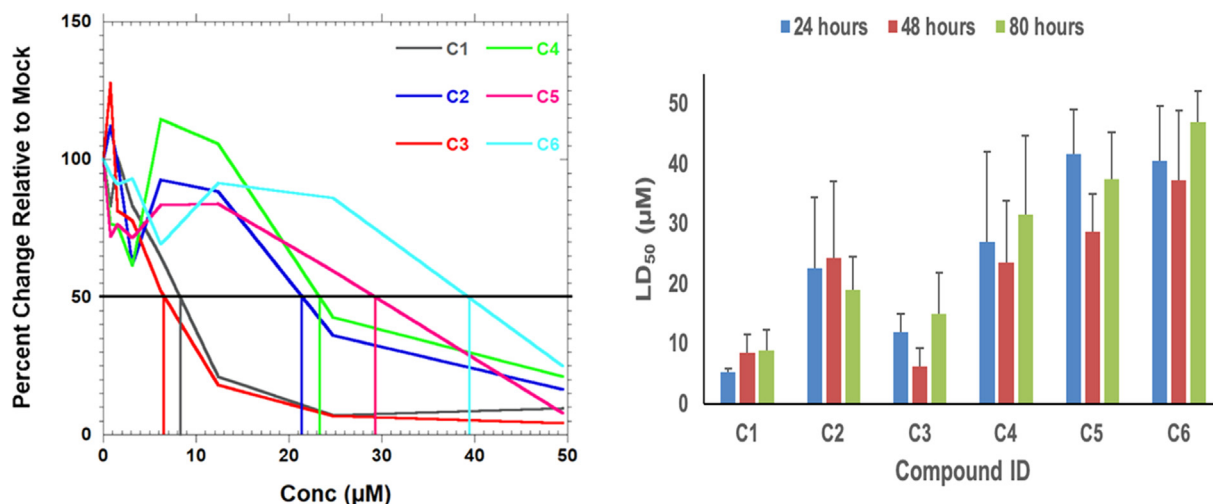 150
100
50
0
Percent Change Relative to Mock
C1 C4
C2 C5
C3 C6
0 10 20 30 40 50
Conc (µM)
24 hours 48 hours 80 hours
50
40
30
20
10
0
LD₅₀ (µM)
C1 C2 C3 C4 C5 C6
Compound ID